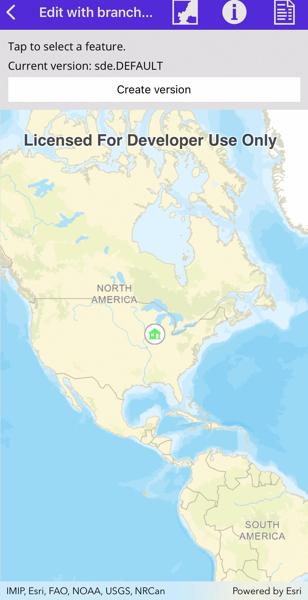 Edit with branch...
Tap to select a feature.
Current version: sde.DEFAULT
Create version
Licensed For Developer Use Only
NORTH
AMERICA
SOUTH
AMERICA
IMIP, Esri, FAO, NOAA, USGS, NRCan
Powered by Esri